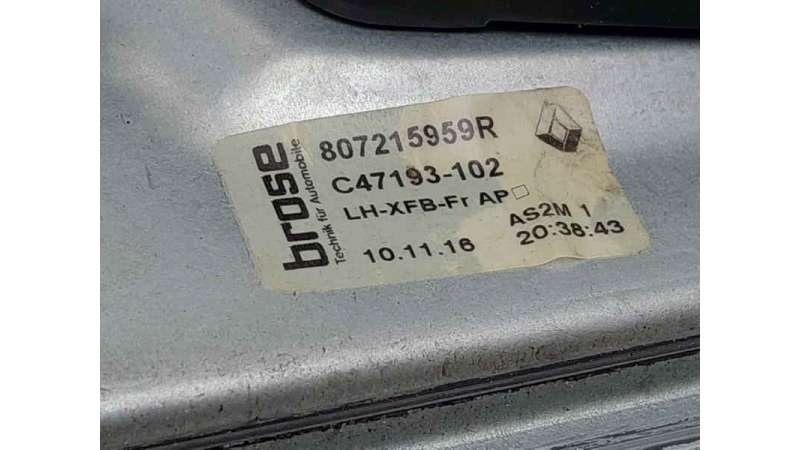 brose
Technik für Automobile
807215959R
C47193-102
LH-XFB-Fr AP□
AS2M 1
10.11.16
20:38:43